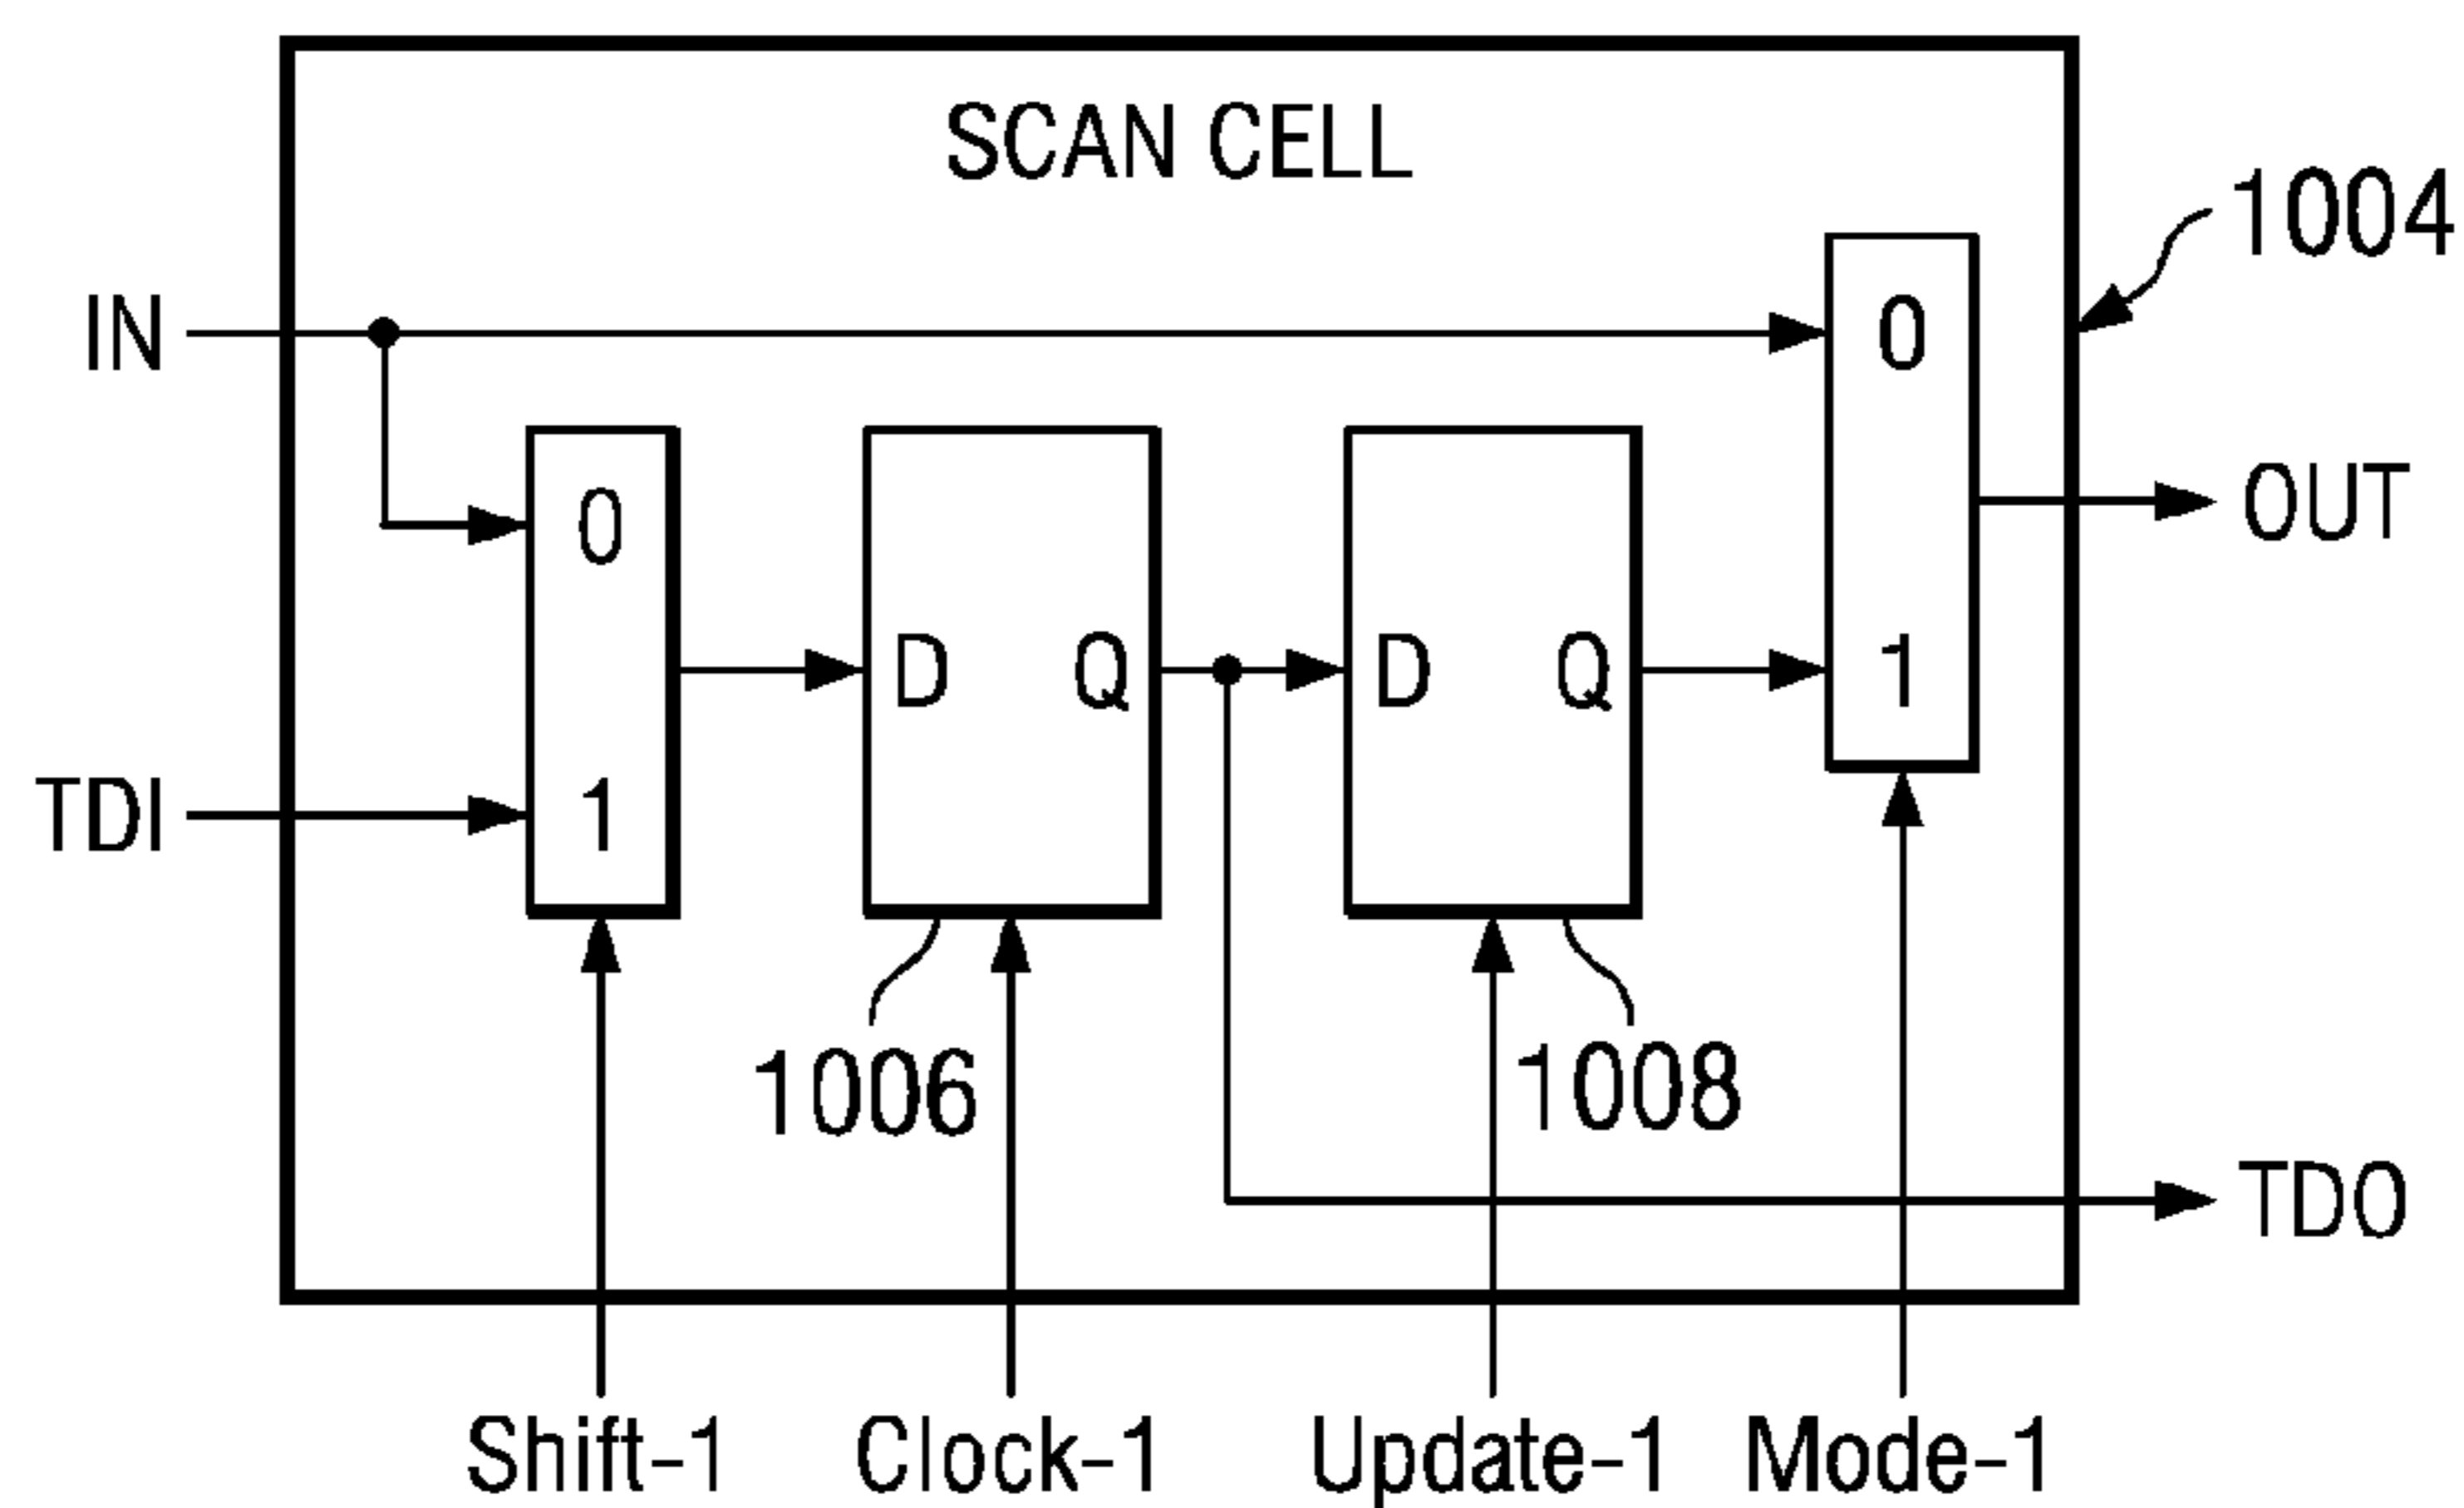 SCAN CELL
1004
IN
0
0
OUT
D Q
D Q
1
TDI
1
1006
1008
TDO
Shift-1
Clock-1
Update-1
Mode-1